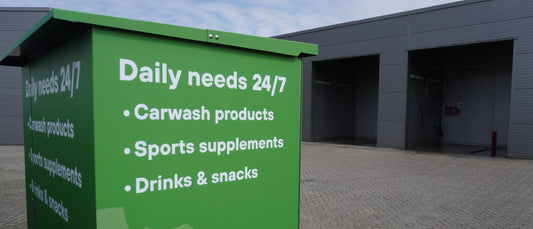 Daily needs 24/7
• Carwash products
• Sports supplements
• Drinks & snacks
Daily needs 24/7
Carwash products
Sports supplements
Drinks & snacks